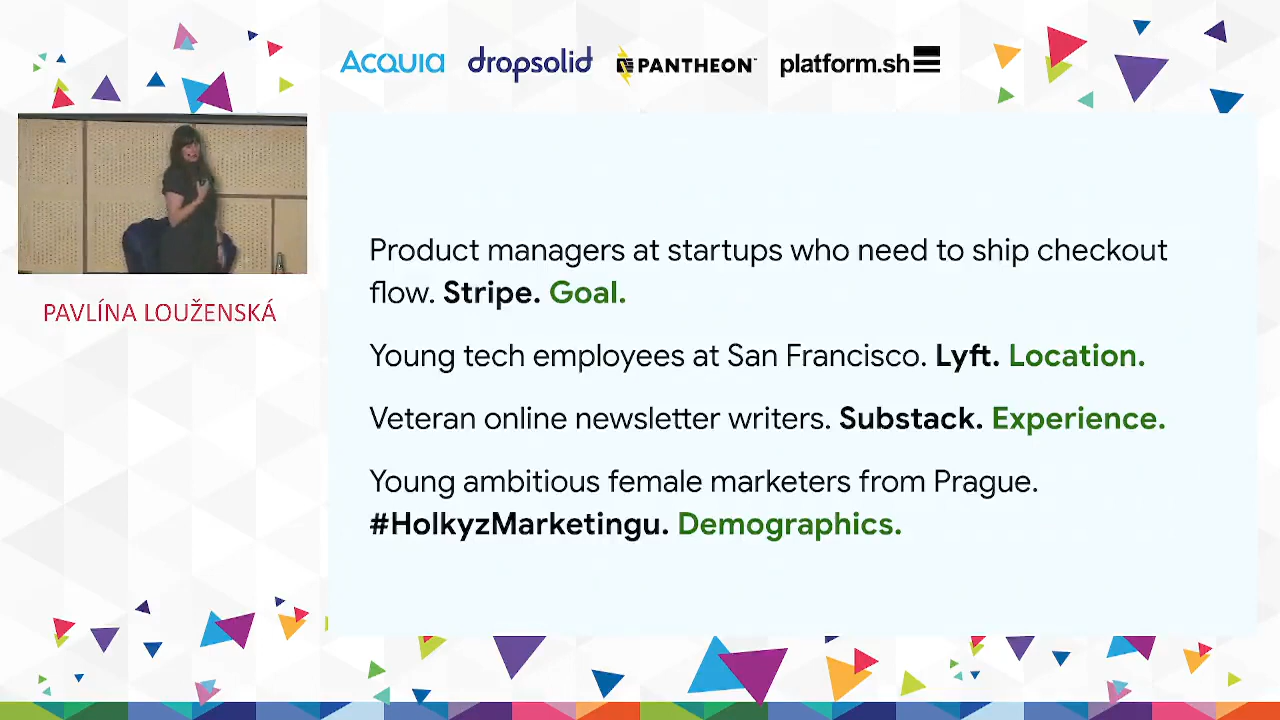 Acquia
dropsolid
PANTHEON
platform.sh
PAVLÍNA LOUŽENSKÁ
Product managers at startups who need to ship checkout
flow. Stripe. Goal.
Young tech employees at San Francisco. Lyft. Location.
Veteran online newsletter writers. Substack. Experience.
Young ambitious female marketers from Prague.
#HolkyzMarketingu. Demographics.